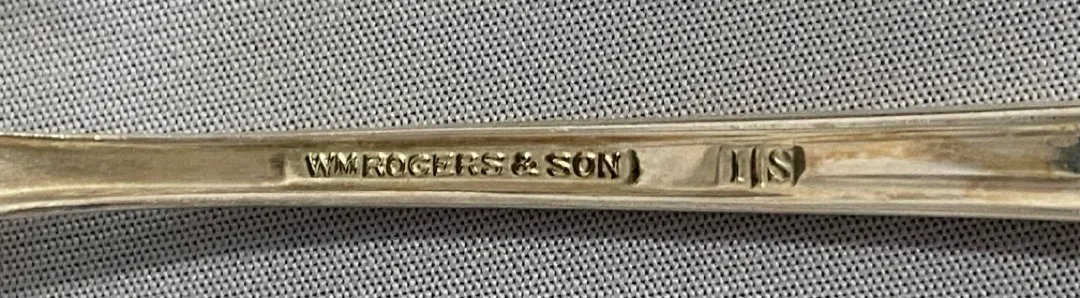 WM ROGERS & SON IS